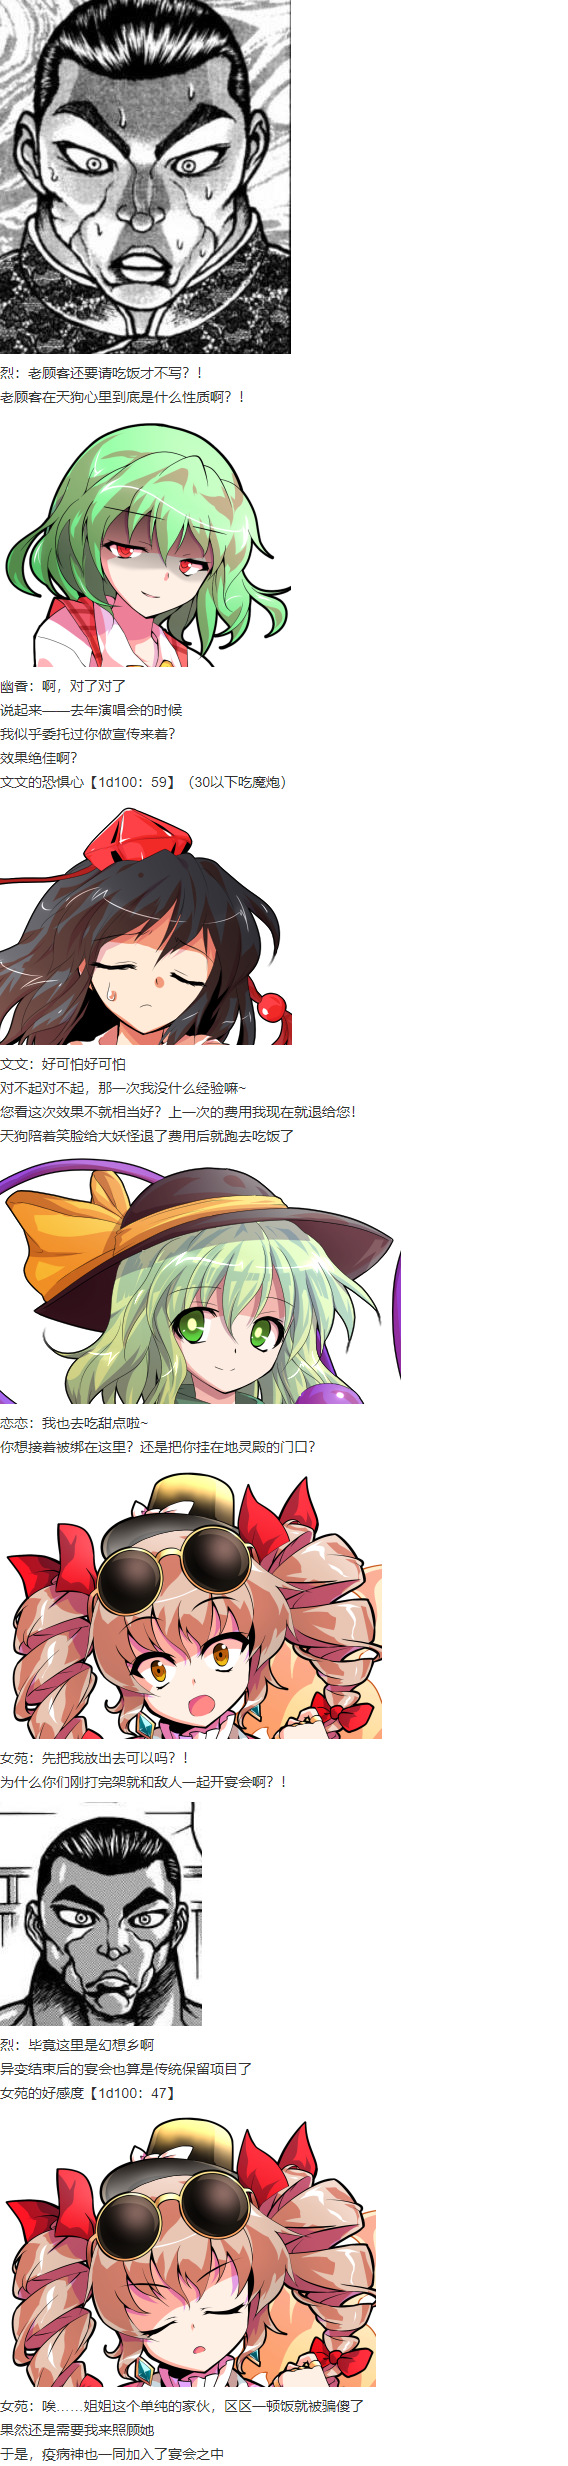 烈：老顾客还要请吃饭才不写？！
老顾客在天狗心里到底是什么性质啊？！
幽香：啊，对了对了
说起来——去年演唱会的时候
我似乎委托过你做宣传来着？
效果绝佳啊？
文文的恐惧心【1d100：59】（30以下吃魔炮）
文文：好可怕好可怕
对不起对不起，那一次我没什么经验嘛~
您看这次效果不就相当好？上一次的费用我现在就退给您！
天狗陪着笑脸给大妖怪退了费用后就跑去吃饭了
恋恋：我也去吃甜点啦~
你想接着被绑在这里？还是把你挂在地灵殿的门口？
女苑：先把我放出去可以吗？！
为什么你们刚打完架就和敌人一起开宴会啊？！
烈：毕竟这里是幻想乡啊
异变结束后的宴会也算是传统保留项目了
女苑的好感度【1d100：47】
女苑：唉……姐姐这个单纯的家伙，区区一顿饭就被骗傻了
果然还是需要我来照顾她
于是，疫病神也一同加入了宴会之中